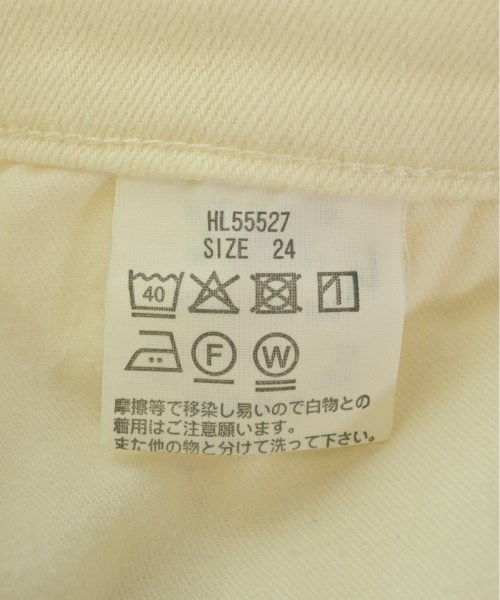 HL55527
SIZE 24
40
F W
摩擦等で移染し易いので白物との
着用はご注意願います。
また他の物と分けて洗って下さい。